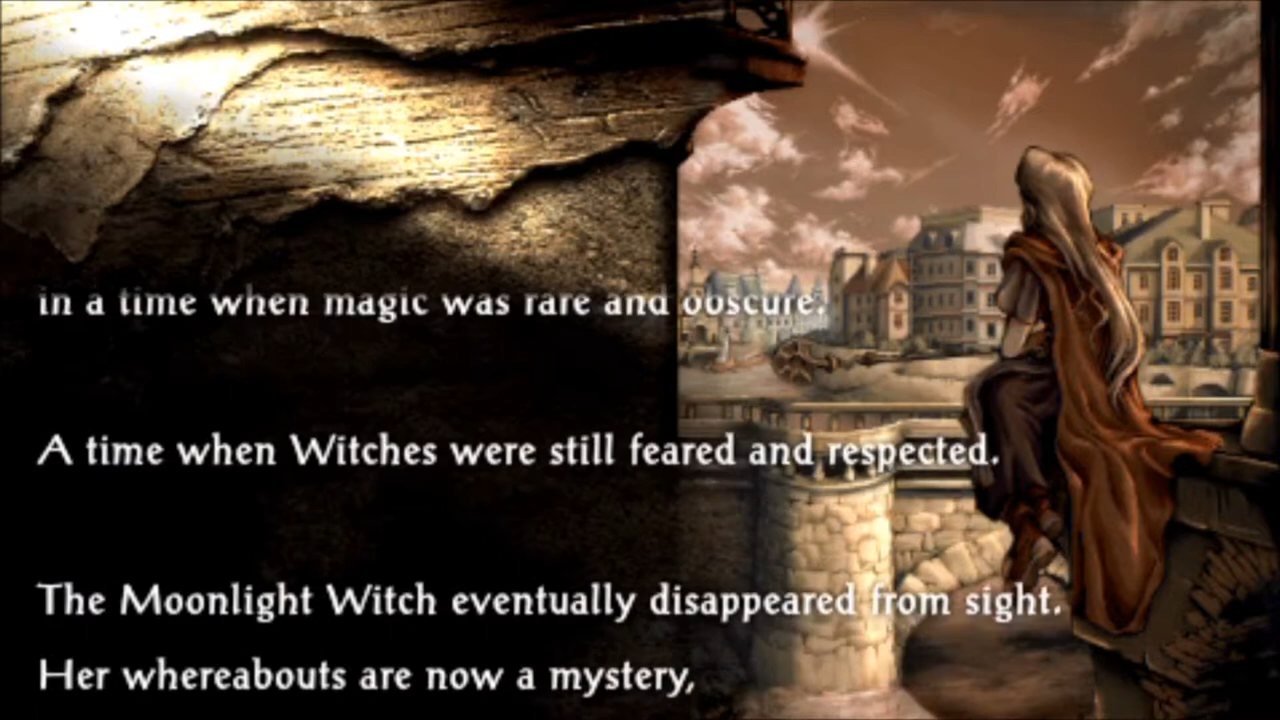 in a time when magic was rare and obscure.
A time when Witches were still feared and respected.
The Moonlight Witch eventually disappeared from sight.
Her whereabouts are now a mystery,